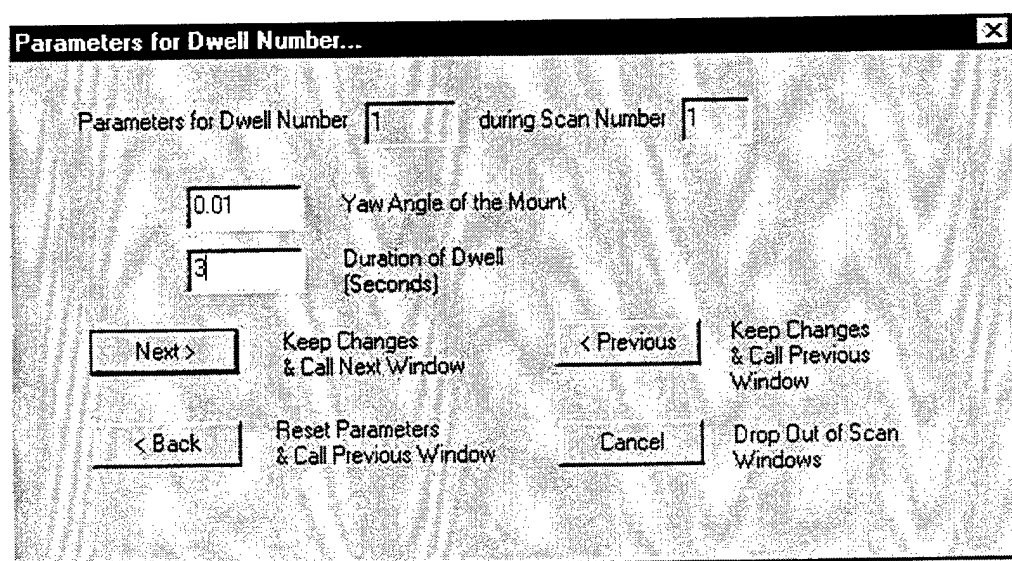 Parameters for Dwell Number...
Parameters for Dwell Number 1 during Scan Number 1
0.01 Yaw Angle of the Mount
3 Duration of Dwell
(Seconds)
Next > Keep Changes
& Call Next Window
< Previous Keep Changes
& Call Previous
Window
< Back Reset Parameters
& Call Previous Window
Cancel Drop Out of Scan
Windows